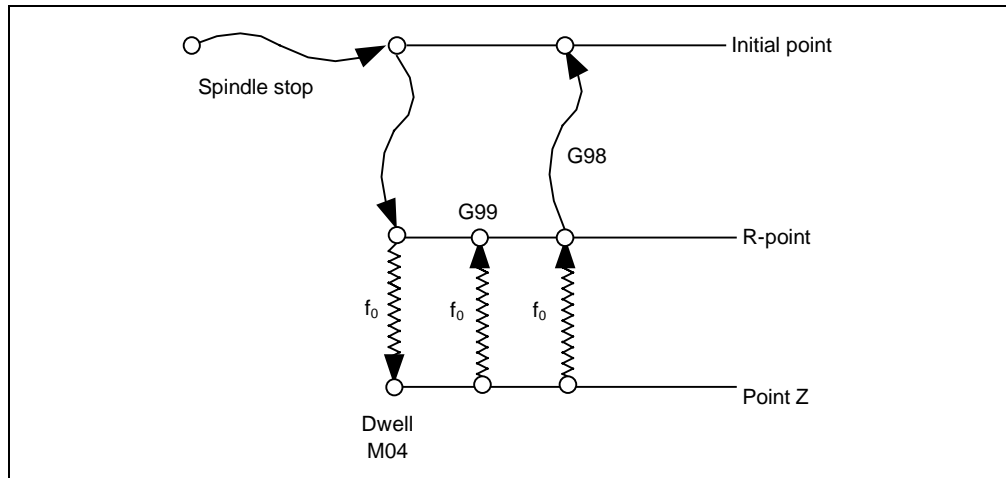 Initial point
Spindle stop
G98
G99
R-point
f₀
f₀
f₀
Point Z
Dwell
M04